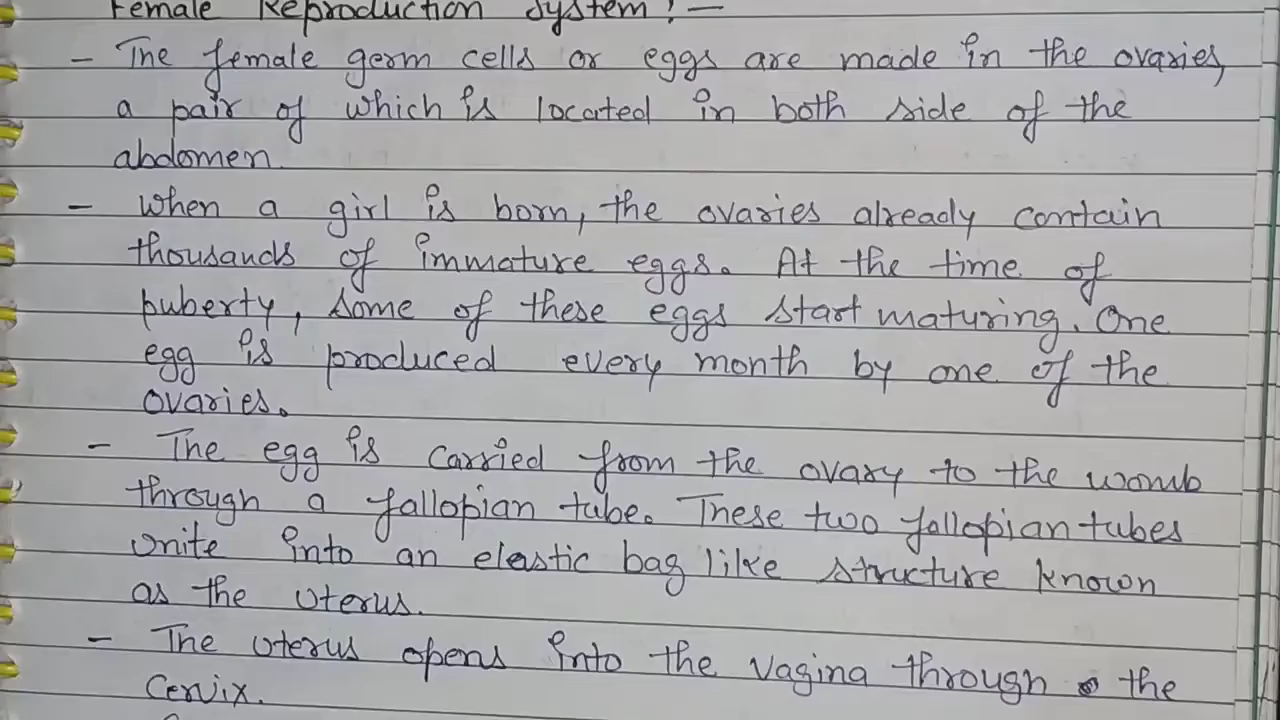 Female Reproduction System:-
- The female germ cells or eggs are made in the ovaries,
a pair of which is located in both side of the
abdomen.
- When a girl is born, the ovaries already contain
thousands of immature eggs. At the time of
puberty, some of these eggs start maturing. One
egg is produced every month by one of the
ovaries.
- The egg is carried from the ovary to the womb
through a fallopian tube. These two fallopian tubes
unite into an elastic bag like structure known
as the uterus.
- The uterus opens into the vagina through the
cervix.